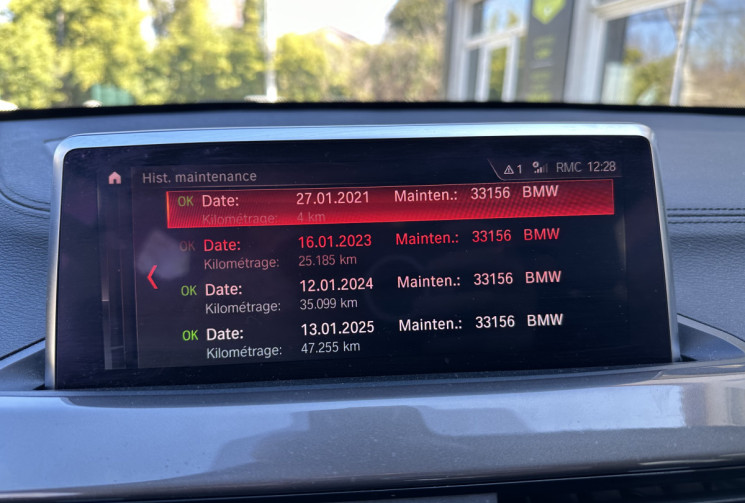 Hist. maintenance
1 RMC 12:28
OK Date: 27.01.2021 Mainten.: 33156 BMW
Kilométrage: 4 km
OK Date: 16.01.2023 Mainten.: 33156 BMW
Kilométrage: 25.185 km
OK Date: 12.01.2024 Mainten.: 33156 BMW
Kilométrage: 35.099 km
OK Date: 13.01.2025 Mainten.: 33156 BMW
Kilométrage: 47.255 km